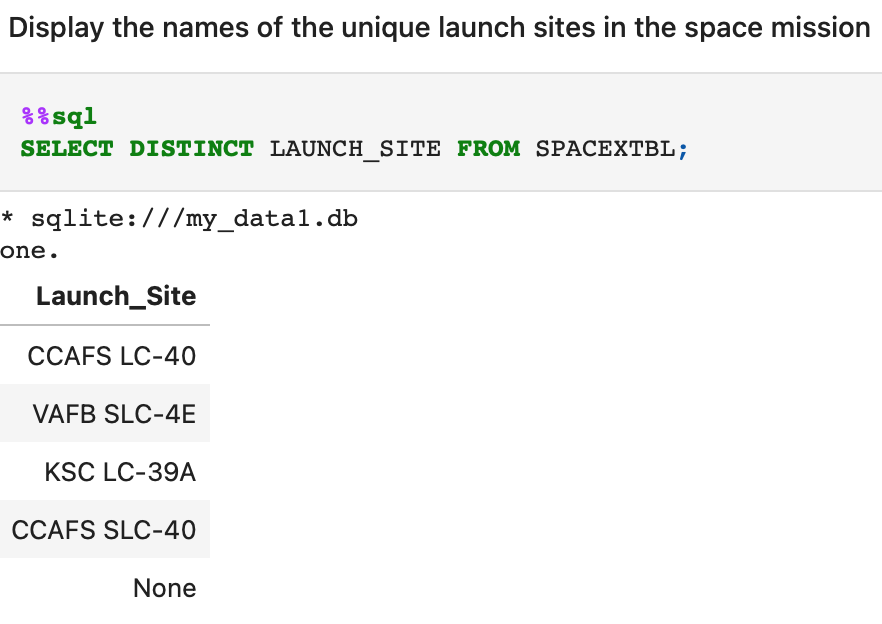 Display the names of the unique launch sites in the space mission
%%sql
SELECT DISTINCT LAUNCH_SITE FROM SPACEXTBL;
* sqlite:///my_data1.db
one.
Launch_Site
CCAFS LC-40
VAFB SLC-4E
KSC LC-39A
CCAFS SLC-40
None